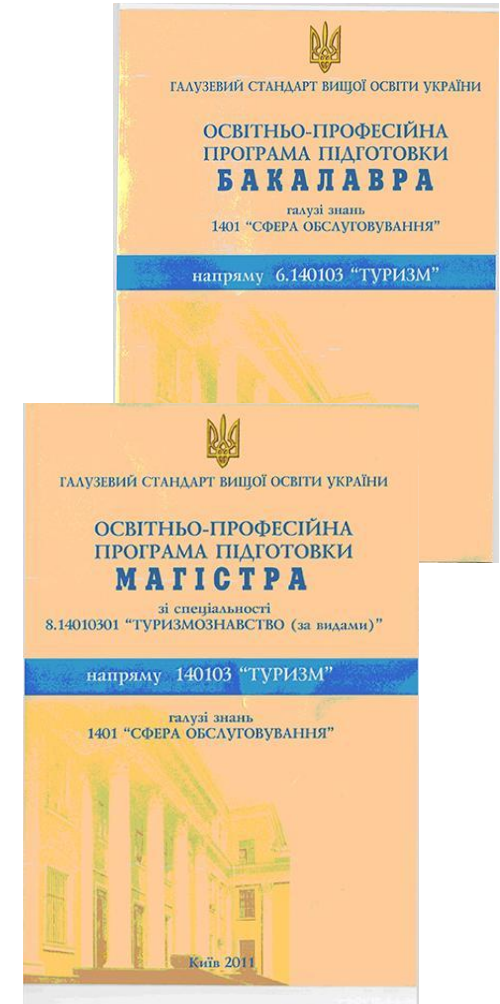 ГАЛУЗЕВИЙ СТАНДАРТ ВИЩОЇ ОСВІТИ УКРАЇНИ
ОСВІТНЬО-ПРОФЕСІЙНА
ПРОГРАМА ПІДГОТОВКИ
БАКАЛАВРА
галузі знань
1401 “СФЕРА ОБСЛУГОВУВАННЯ”
напряму 6.140103 “ТУРИЗМ”
ГАЛУЗЕВИЙ СТАНДАРТ ВИЩОЇ ОСВІТИ УКРАЇНИ
ОСВІТНЬО-ПРОФЕСІЙНА
ПРОГРАМА ПІДГОТОВКИ
МАГІСТРА
зі спеціальності
8.14010301 “ТУРИЗМОЗНАВСТВО (за видами)”
напряму 140103 “ТУРИЗМ”
галузі знань
1401 “СФЕРА ОБСЛУГОВУВАННЯ”
Київ 2011